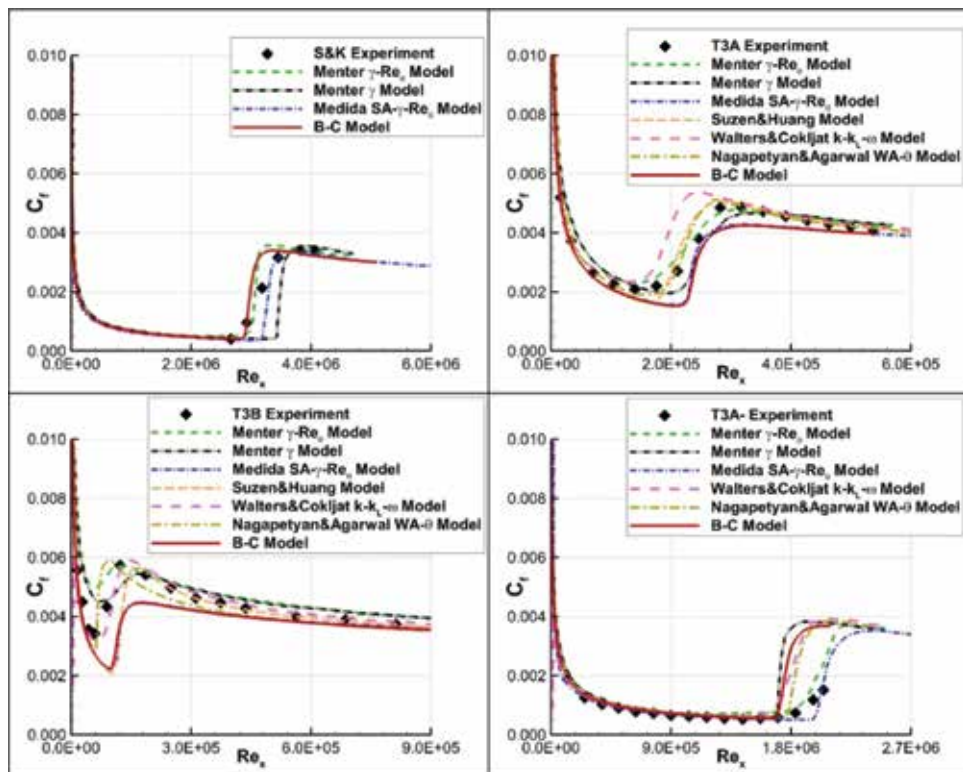 S&K Experiment
Menter γ-Reθ Model
Menter γ Model
Medida SA-γ-Reθ Model
B-C Model
0.010
0.008
0.006
Cf
0.004
0.002
0.000
0.0E+00 2.0E+06 4.0E+06 6.0E+06
Rex
T3A Experiment
Menter γ-Reθ Model
Menter γ Model
Medida SA-γ-Reθ Model
Suzen&Huang Model
Walters&Cokljat k-kL-ω Model
Nagapetyan&Agarwal WA-θ Model
B-C Model
0.010
0.008
0.006
Cf
0.004
0.002
0.000
0.0E+00 2.0E+05 4.0E+05 6.0E+05
Rex
T3B Experiment
Menter γ-Reθ Model
Menter γ Model
Medida SA-γ-Reθ Model
Suzen&Huang Model
Walters&Cokljat k-kL-ω Model
Nagapetyan&Agarwal WA-θ Model
B-C Model
0.010
0.008
0.006
Cf
0.004
0.002
0.000
0.0E+00 3.0E+05 6.0E+05 9.0E+05
Rex
T3A- Experiment
Menter γ-Reθ Model
Menter γ Model
Medida SA-γ-Reθ Model
Walters&Cokljat k-kL-ω Model
Nagapetyan&Agarwal WA-θ Model
B-C Model
0.010
0.008
0.006
Cf
0.004
0.002
0.000
0.0E+00 9.0E+05 1.8E+06 2.7E+06
Rex